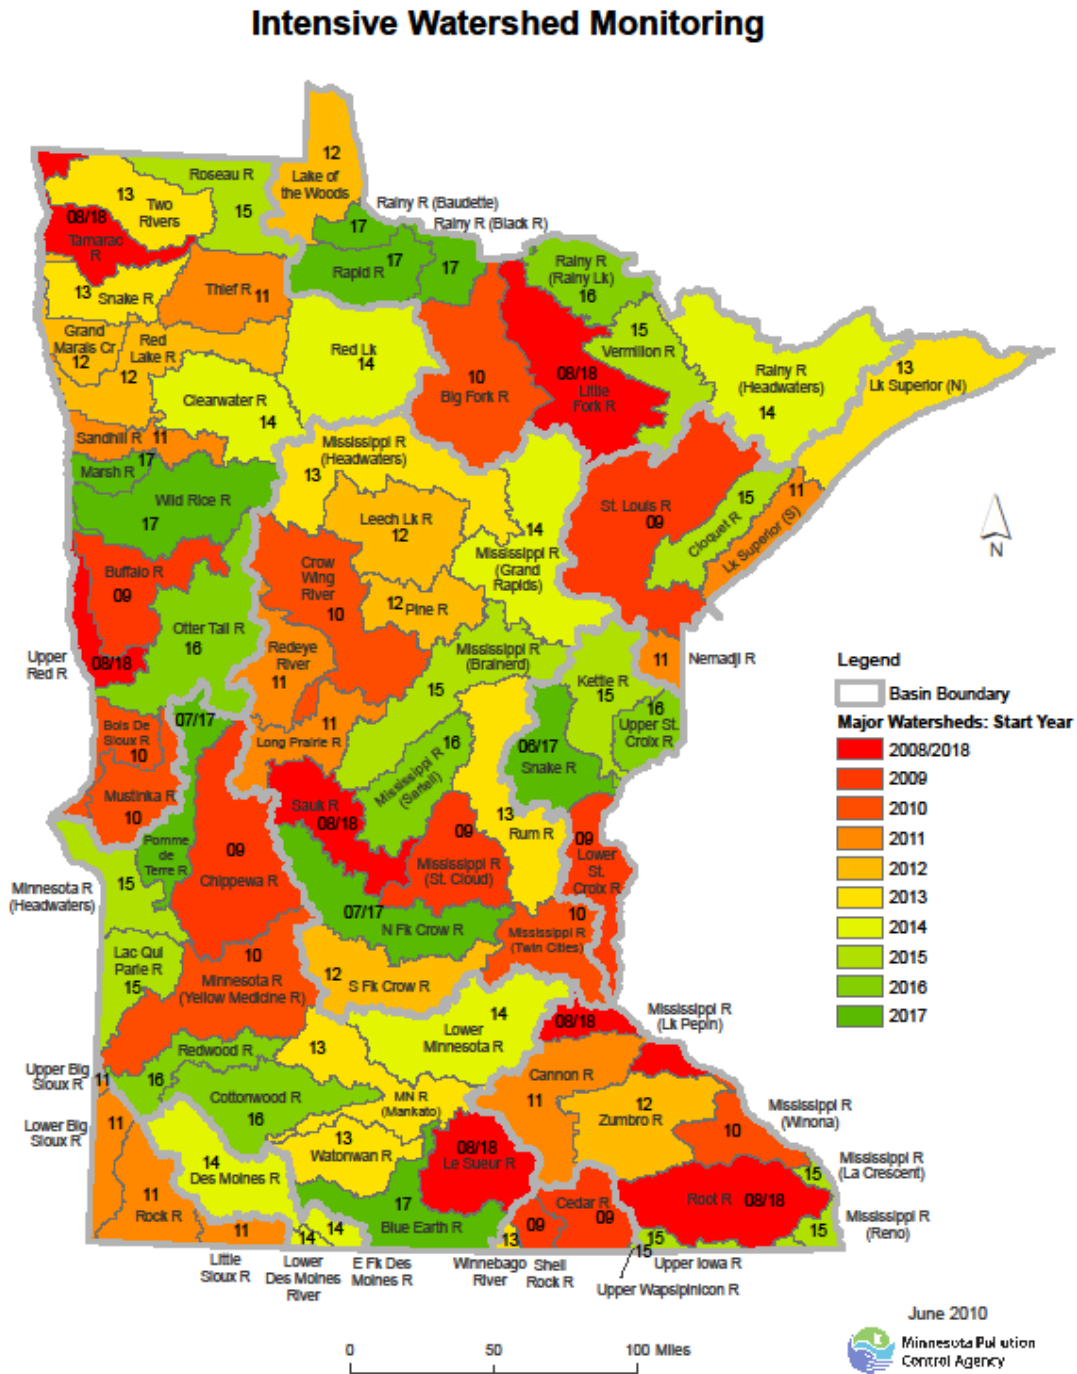 Intensive Watershed Monitoring
12
Lake of
the Woods
Roseau R
15
13
Two
Rivers
08/18
Tamarac
R
Rainy R (Baudette)
17
Rainy R (Black R)
17
Rapid R
17
Rainy R
(Rainy Lk)
16
13
Snake R
Thief R
11
15
Vermilion R
Grand
Marais Cr
12
Red
Lake R
12
Red Lk
14
10
Big Fork R
08/18
Little
Fork R
Rainy R
(Headwaters)
14
13
Lk Superior (N)
Clearwater R
14
Sandhill R
11
Marsh R
17
Mississippi R
(Headwaters)
13
Wild Rice R
17
Leech Lk R
12
14
Mississippi R
(Grand
Rapids)
St. Louis R
09
15
Cloquet R
11
Lk Superior (S)
N
Buffalo R
09
Crow
Wing
River
10
12
Pine R
Otter Tail R
16
Upper
Red R
08/18
Redeye
River
11
Mississippi R
(Brainerd)
15
Kettle R
15
11
Nemadji R
16
Upper St.
Croix R
07/17
Bois De
Sioux R
10
11
Long Prairie R
16
Mississippi R
(Sartell)
06/17
Snake R
Mustinka R
10
Sauk R
08/18
13
Rum R
09
Lower
St.
Croix R
Pomme
de
Terre R
09
Chippewa R
09
Mississippi R
(St. Cloud)
Minnesota R
(Headwaters)
15
07/17
N Fk Crow R
10
Mississippi R
(Twin Cities)
Lac Qui
Parle R
15
10
Minnesota R
(Yellow Medicine R)
12
S Fk Crow R
14
Lower
Minnesota R
08/18
Mississippi R
(Lk Pepin)
Redwood R
16
13
Upper Big
Sioux R
11
Cottonwood R
16
MN R
(Mankato)
Cannon R
11
12
Zumbro R
Mississippi R
(Winona)
10
Lower Big
Sioux R
11
13
Watonwan R
08/18
Le Sueur R
14
Des Moines R
Mississippi R
(La Crescent)
15
11
Rock R
17
Blue Earth R
Cedar R
09
09
Root R
08/18
Mississippi R
(Reno)
15
11
14
14
13
15
15
Little
Sioux R
Lower
Des Moines
River
E Fk Des
Moines R
Winnebago
River
Shell
Rock R
Upper Iowa R
Upper Wapsipinicon R
Legend
Basin Boundary
Major Watersheds: Start Year
2008/2018
2009
2010
2011
2012
2013
2014
2015
2016
2017
June 2010
Minnesota Pollution
Control Agency
0 50 100 Miles